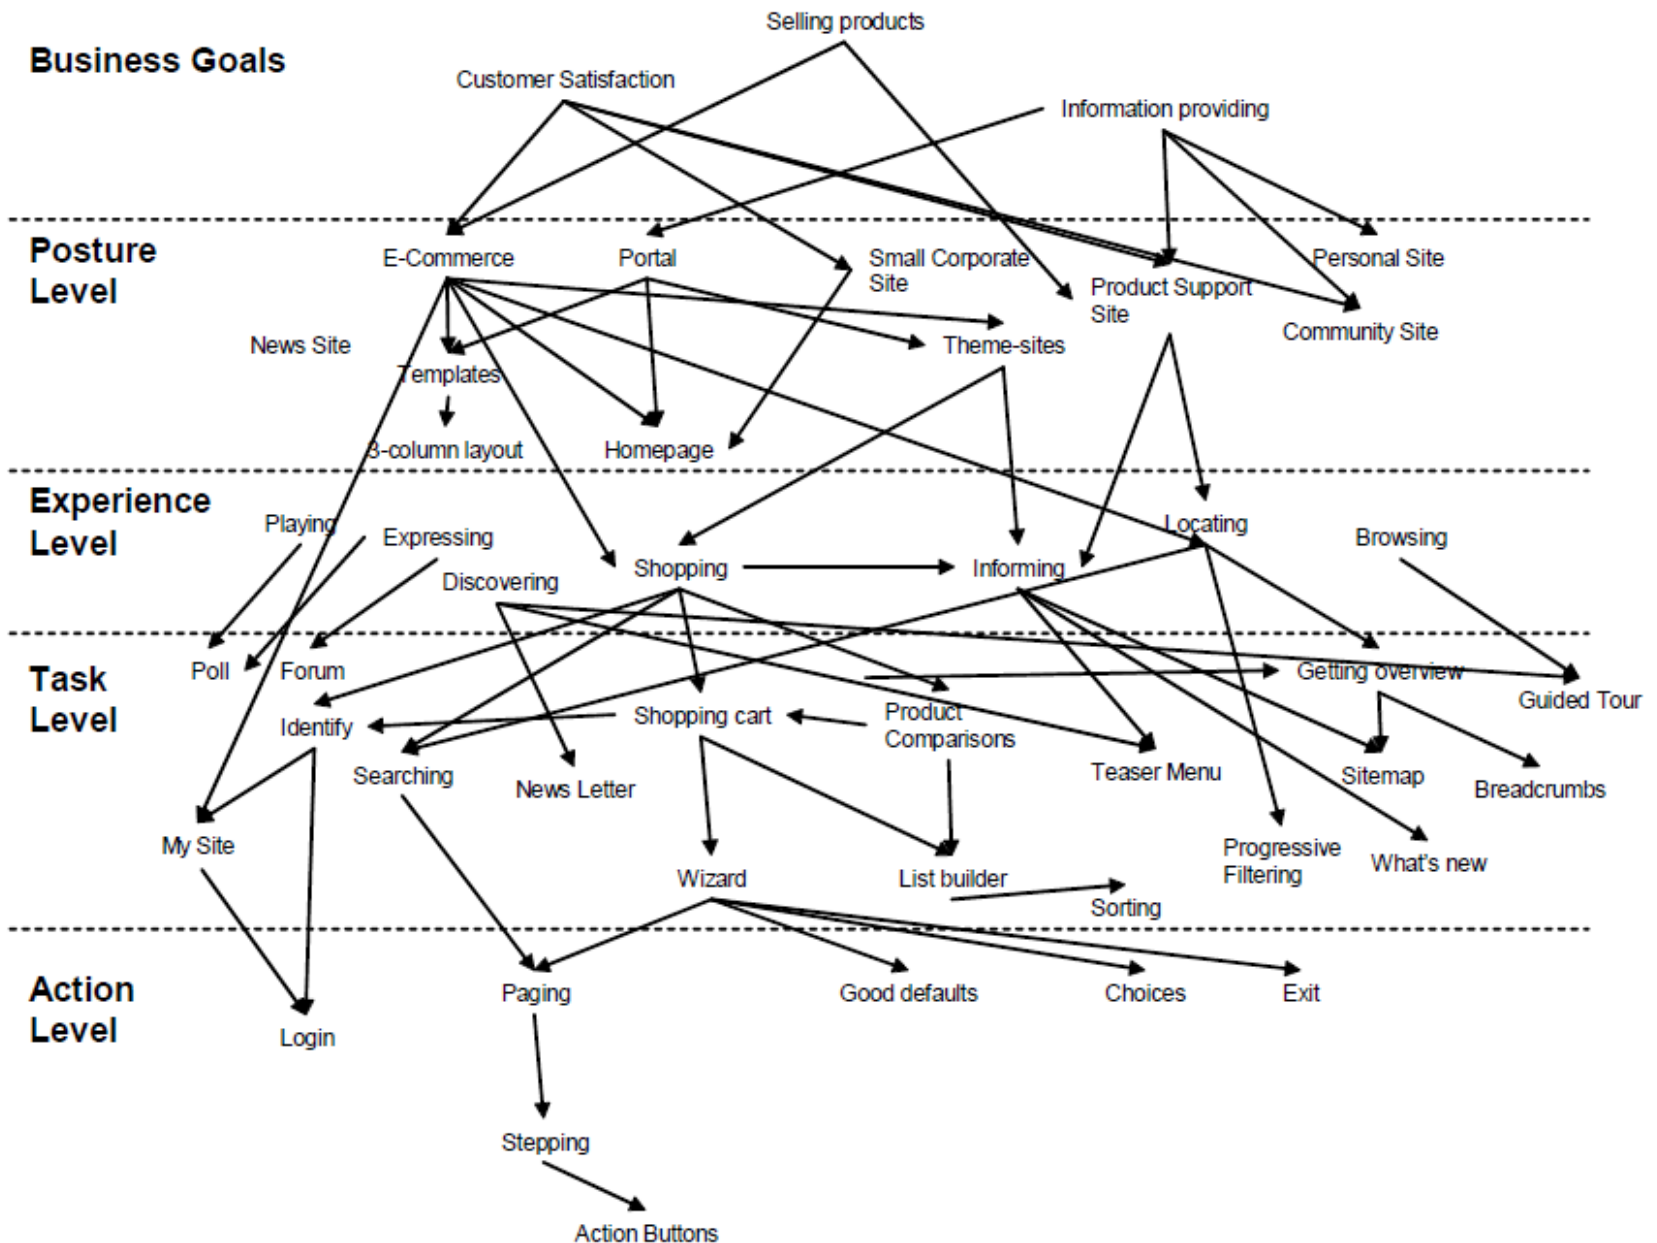 Selling products
Business Goals
Customer Satisfaction
Information providing
Posture
Level
E-Commerce
Portal
Small Corporate
Site
Product Support
Site
Personal Site
Community Site
News Site
Theme-sites
Templates
3-column layout
Homepage
Experience
Level
Playing
Expressing
Discovering
Shopping
Informing
Locating
Browsing
Task
Level
Poll
Forum
Getting overview
Guided Tour
Identify
Shopping cart
Product
Comparisons
Searching
News Letter
Teaser Menu
Sitemap
Breadcrumbs
My Site
Wizard
List builder
Sorting
Progressive
Filtering
What's new
Action
Level
Paging
Good defaults
Choices
Exit
Login
Stepping
Action Buttons